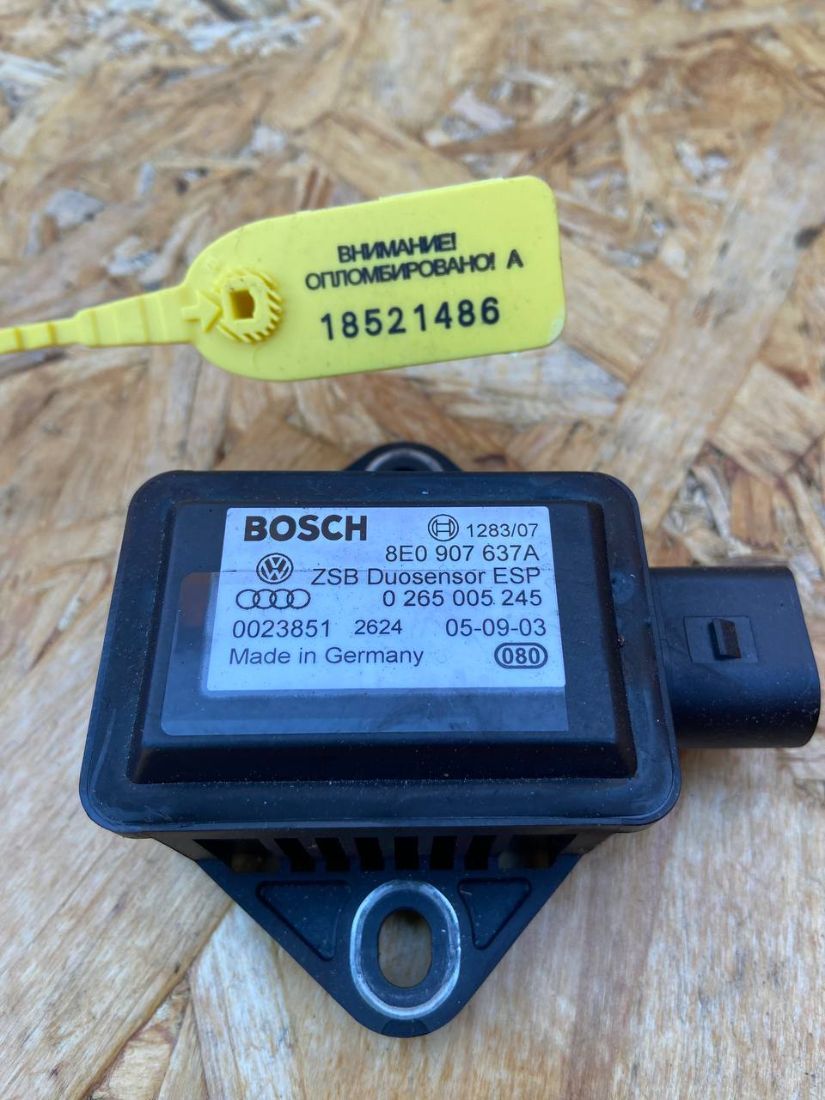 ВНИМАНИЕ!
ОПЛОМБИРОВАНО! А
18521486
BOSCH 1283/07
8E0 907 637A
ZSB Duosensor ESP
0 265 005 245
0023851 2624 05-09-03
Made in Germany 080